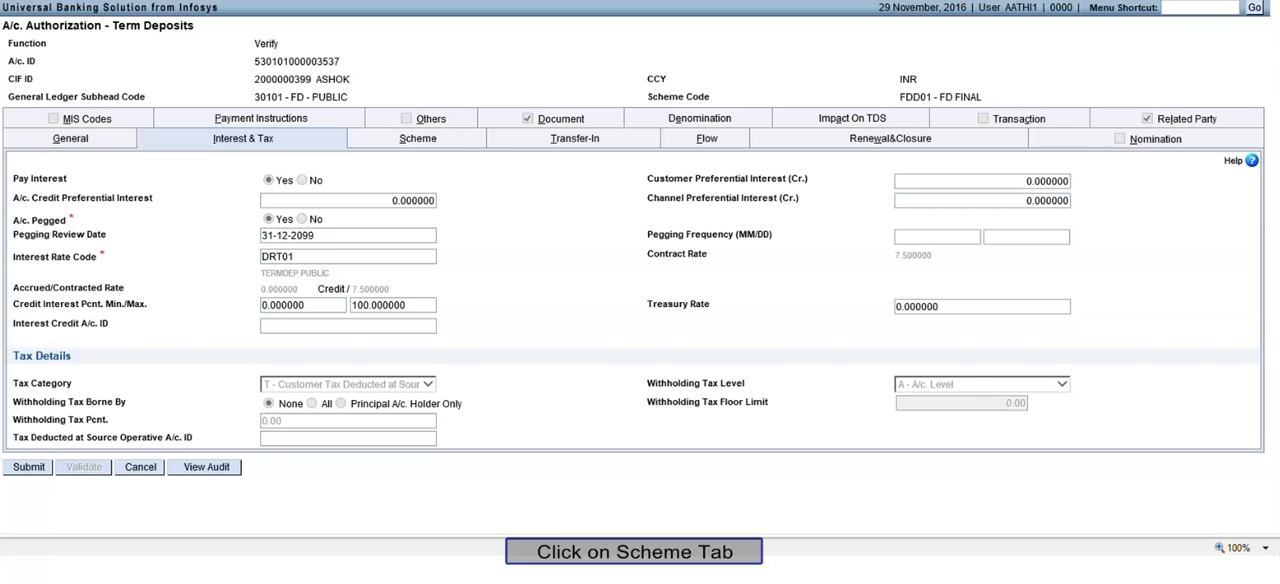 Universal Banking Solution from Infosys 29 November, 2016 | User AATHI1 | 0000 | Menu Shortcut: Go
A/c. Authorization - Term Deposits
Function Verify
A/c. ID 530101000003537
CIF ID 2000000399 ASHOK CCY INR
General Ledger Subhead Code 30101 - FD - PUBLIC Scheme Code FDD01 - FD FINAL
MIS Codes Payment Instructions Others Document Denomination Impact On TDS Transaction Related Party
General Interest & Tax Scheme Transfer-In Flow Renewal&Closure Nomination
Help ?
Pay Interest Yes No Customer Preferential Interest (Cr.) 0.000000
A/c. Credit Preferential Interest 0.000000 Channel Preferential Interest (Cr.) 0.000000
A/c. Pegged * Yes No
Pegging Review Date 31-12-2099 Pegging Frequency (MM/DD)
Interest Rate Code * DRT01 Contract Rate 7.500000
TERMDEP PUBLIC
Accrued/Contracted Rate 0.000000 Credit / 7.500000
Credit Interest Pcnt. Min./Max. 0.000000 100.000000 Treasury Rate 0.000000
Interest Credit A/c. ID
Tax Details
Tax Category T - Customer Tax Deducted at Sour Withholding Tax Level A - A/c. Level
Withholding Tax Borne By None All Principal A/c. Holder Only Withholding Tax Floor Limit 0.00
Withholding Tax Pcnt. 0.00
Tax Deducted at Source Operative A/c. ID
Submit Validate Cancel View Audit
Click on Scheme Tab 100%